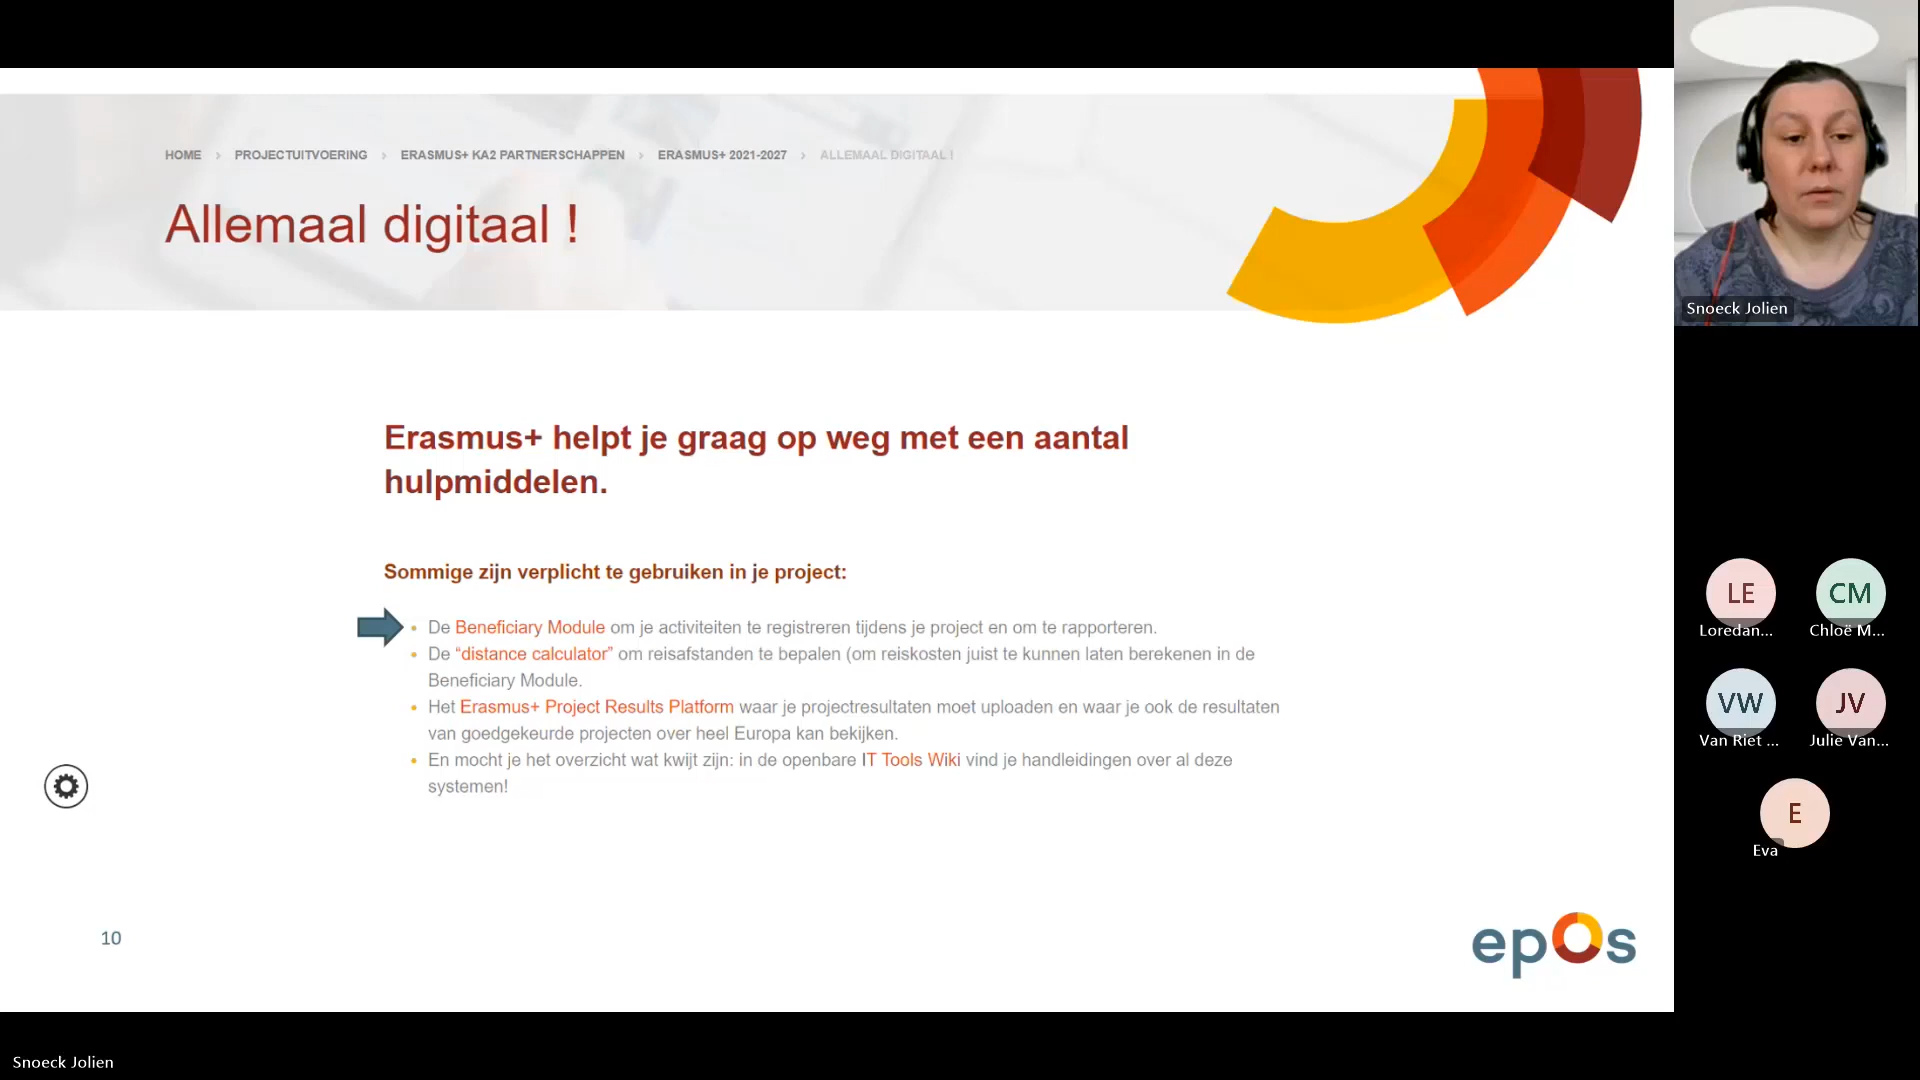 HOME > PROJECTUITVOERING > ERASMUS+ KA2 PARTNERSCHAPPEN > ERASMUS+ 2021-2027 > ALLEMAAL DIGITAAL !
Allemaal digitaal !
Erasmus+ helpt je graag op weg met een aantal
hulpmiddelen.
Sommige zijn verplicht te gebruiken in je project:
De Beneficiary Module om je activiteiten te registreren tijdens je project en om te rapporteren.
De “distance calculator” om reisafstanden te bepalen (om reiskosten juist te kunnen laten berekenen in de
Beneficiary Module.
Het Erasmus+ Project Results Platform waar je projectresultaten moet uploaden en waar je ook de resultaten
van goedgekeurde projecten over heel Europa kan bekijken.
En mocht je het overzicht wat kwijt zijn: in de openbare IT Tools Wiki vind je handleidingen over al deze
systemen!
10
epos
Snoeck Jolien
LE
Loredan...
CM
Chloë M...
VW
Van Riet ...
JV
Julie Van...
E
Eva
Snoeck Jolien